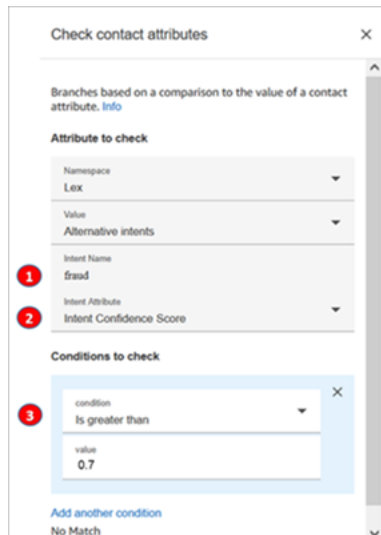 Check contact attributes
Branches based on a comparison to the value of a contact
attribute. Info
Attribute to check
Namespace
Lex
Value
Alternative intents
1
Intent Name
fraud
2
Intent Attribute
Intent Confidence Score
Conditions to check
3
condition
Is greater than
value
0.7
Add another condition
No Match